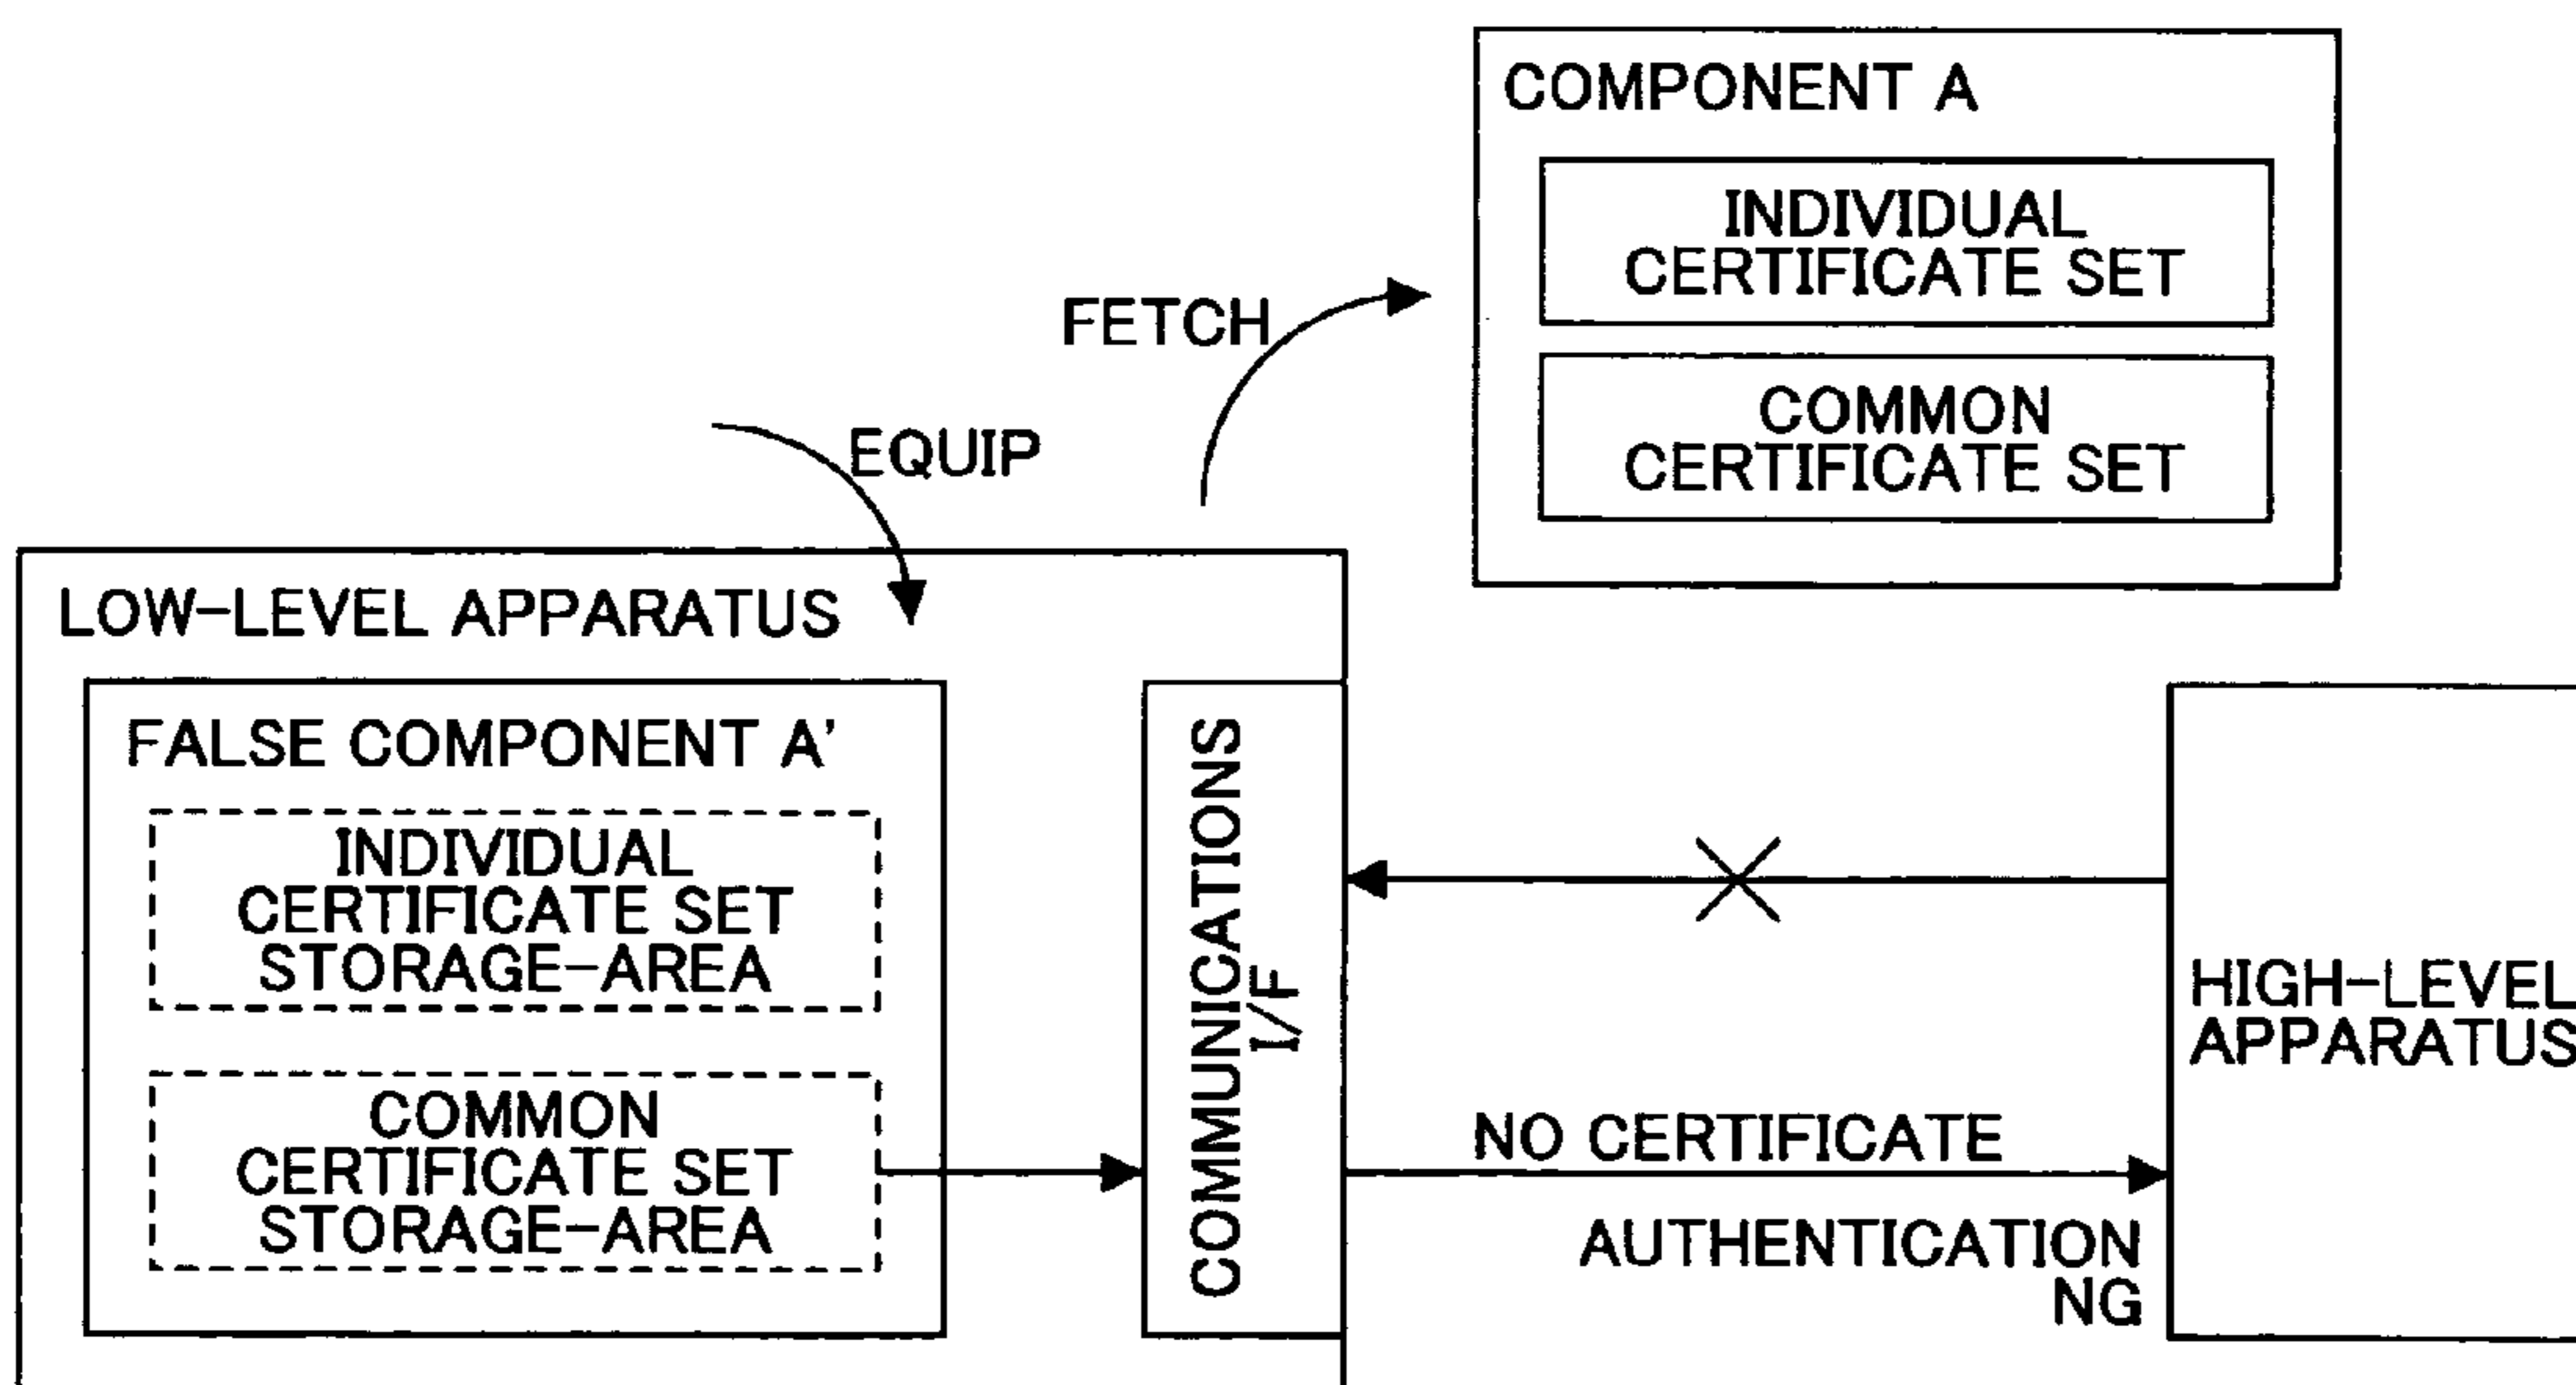 COMPONENT A
INDIVIDUAL
CERTIFICATE SET
COMMON
CERTIFICATE SET
FETCH
EQUIP
LOW-LEVEL APPARATUS
FALSE COMPONENT A'
INDIVIDUAL
CERTIFICATE SET
STORAGE-AREA
COMMON
CERTIFICATE SET
STORAGE-AREA
COMMUNICATIONS
I/F
NO CERTIFICATE
AUTHENTICATION
NG
HIGH-LEVEL
APPARATUS